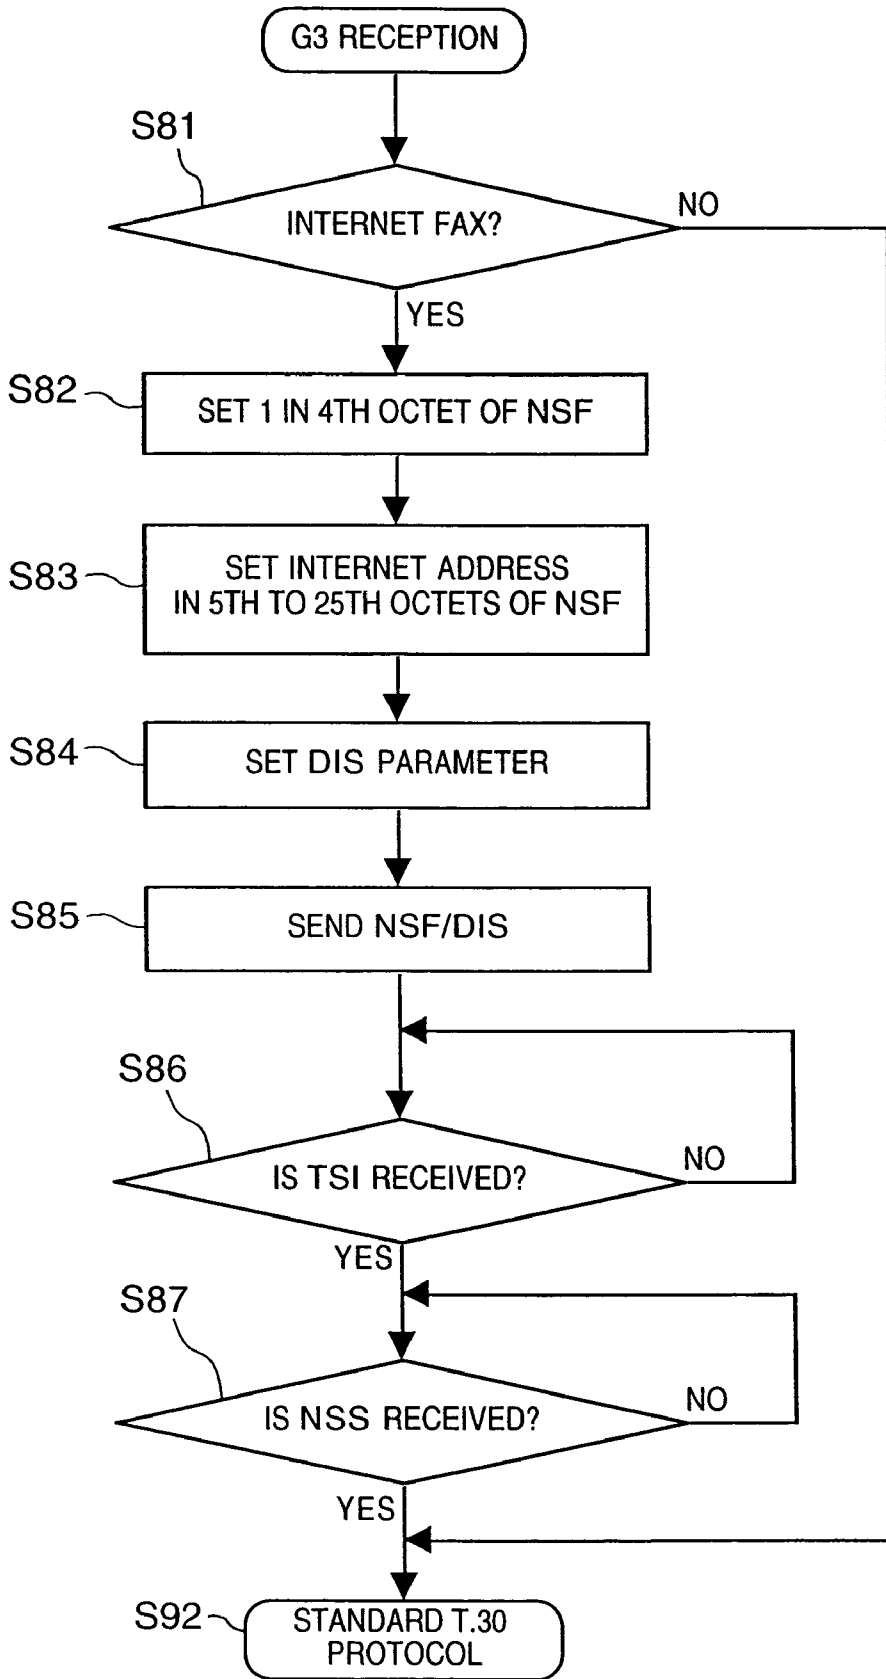 G3 RECEPTION
S81
INTERNET FAX?
NO
YES
S82
SET 1 IN 4TH OCTET OF NSF
S83
SET INTERNET ADDRESS
IN 5TH TO 25TH OCTETS OF NSF
S84
SET DIS PARAMETER
S85
SEND NSF/DIS
S86
IS TSI RECEIVED?
NO
YES
S87
IS NSS RECEIVED?
NO
YES
S92
STANDARD T.30
PROTOCOL